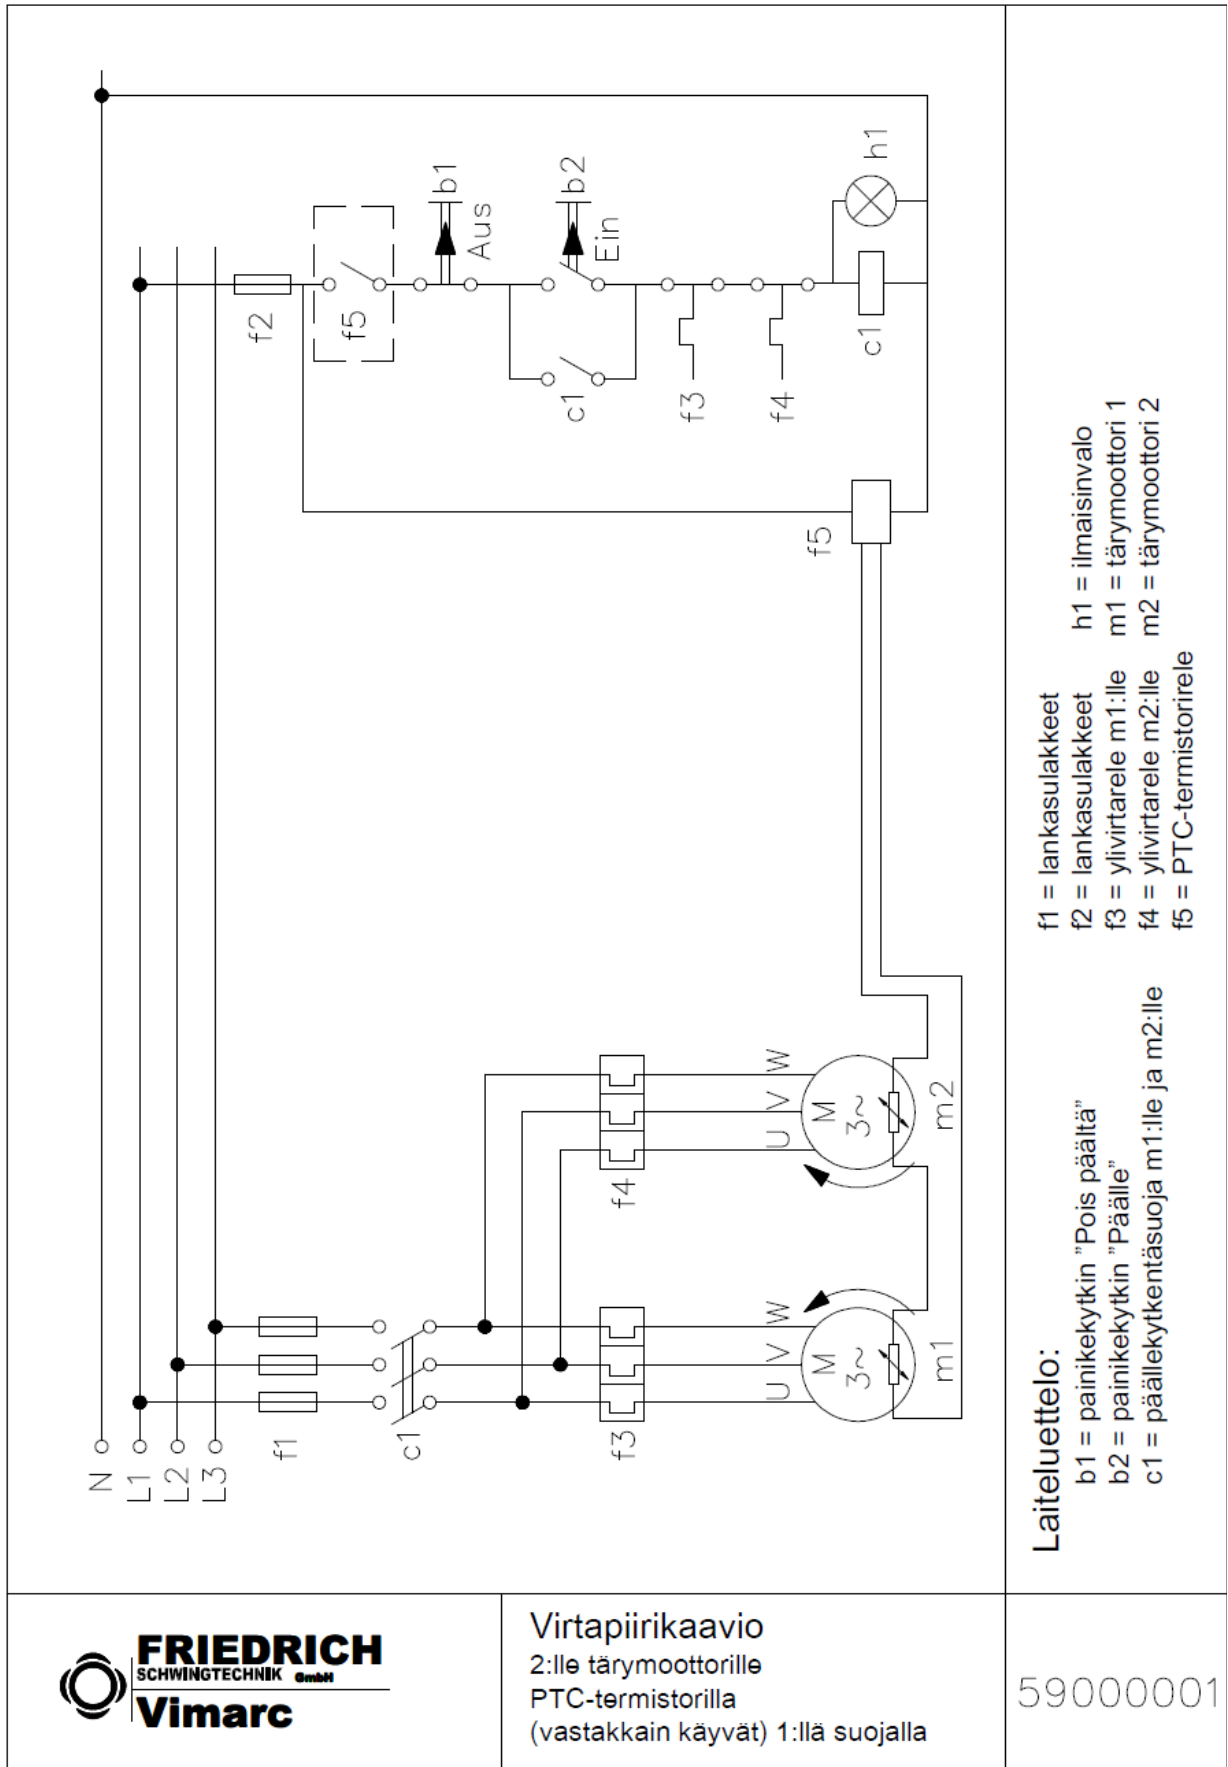 N
L1
L2
L3
f1
c1
f3
U
V
W
M
3~
m1
f4
U
V
W
M
3~
m2
f2
f5
b1
Aus
b2
Ein
c1
f3
f4
h1
c1
f5
Laiteluettelo:
b1 = painikekytkin "Pois päältä"
b2 = painikekytkin "Päälle"
c1 = päällekytkentäsuoja m1:lle ja m2:lle
f1 = lankasulakkeet
f2 = lankasulakkeet
f3 = ylivirtarele m1:lle
f4 = ylivirtarele m2:lle
f5 = PTC-termistorirele
h1 = ilmaisinvalo
m1 = tärymoottori 1
m2 = tärymoottori 2
FRIEDRICH
SCHWINGTECHNIK GmbH
Vimarc
Virtapiirikaavio
2:lle tärymoottorille
PTC-termistorilla
(vastakkain käyvät) 1:llä suojalla
59000001